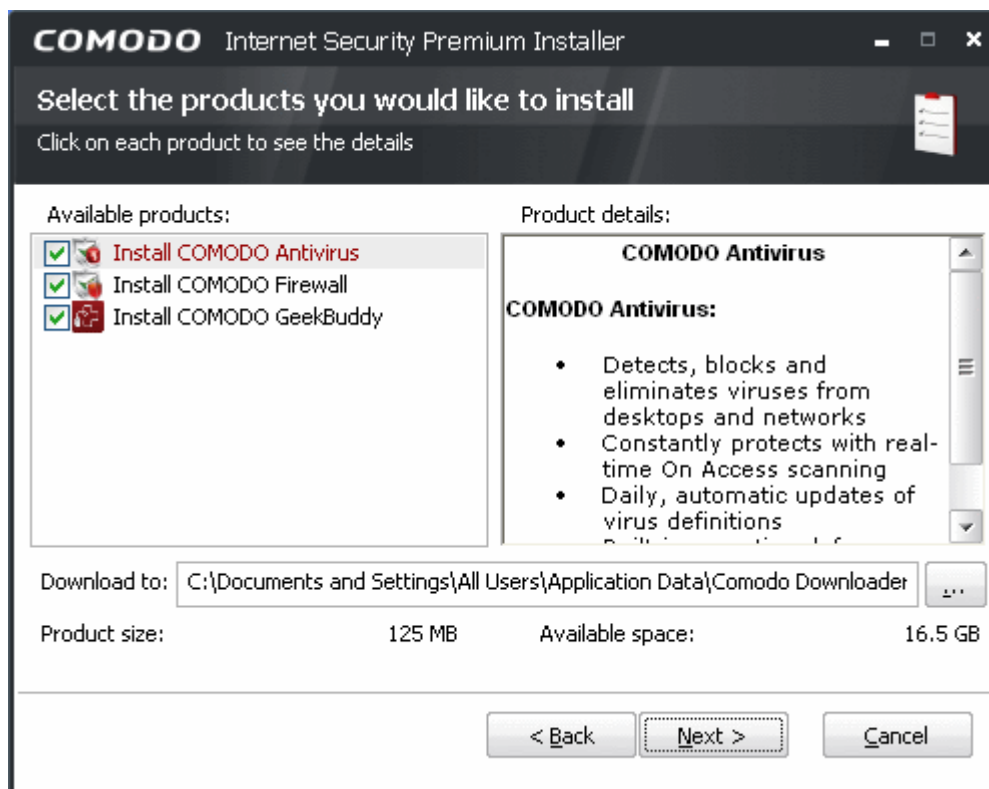 COMODO Internet Security Premium Installer
Select the products you would like to install
Click on each product to see the details
Available products:
Install COMODO Antivirus
Install COMODO Firewall
Install COMODO GeekBuddy
Product details:
COMODO Antivirus
COMODO Antivirus:
• Detects, blocks and
eliminates viruses from
desktops and networks
• Constantly protects with real-
time On Access scanning
• Daily, automatic updates of
virus definitions
Download to: C:\Documents and Settings\All Users\Application Data\Comodo Downloader ...
Product size: 125 MB Available space: 16.5 GB
< Back Next > Cancel